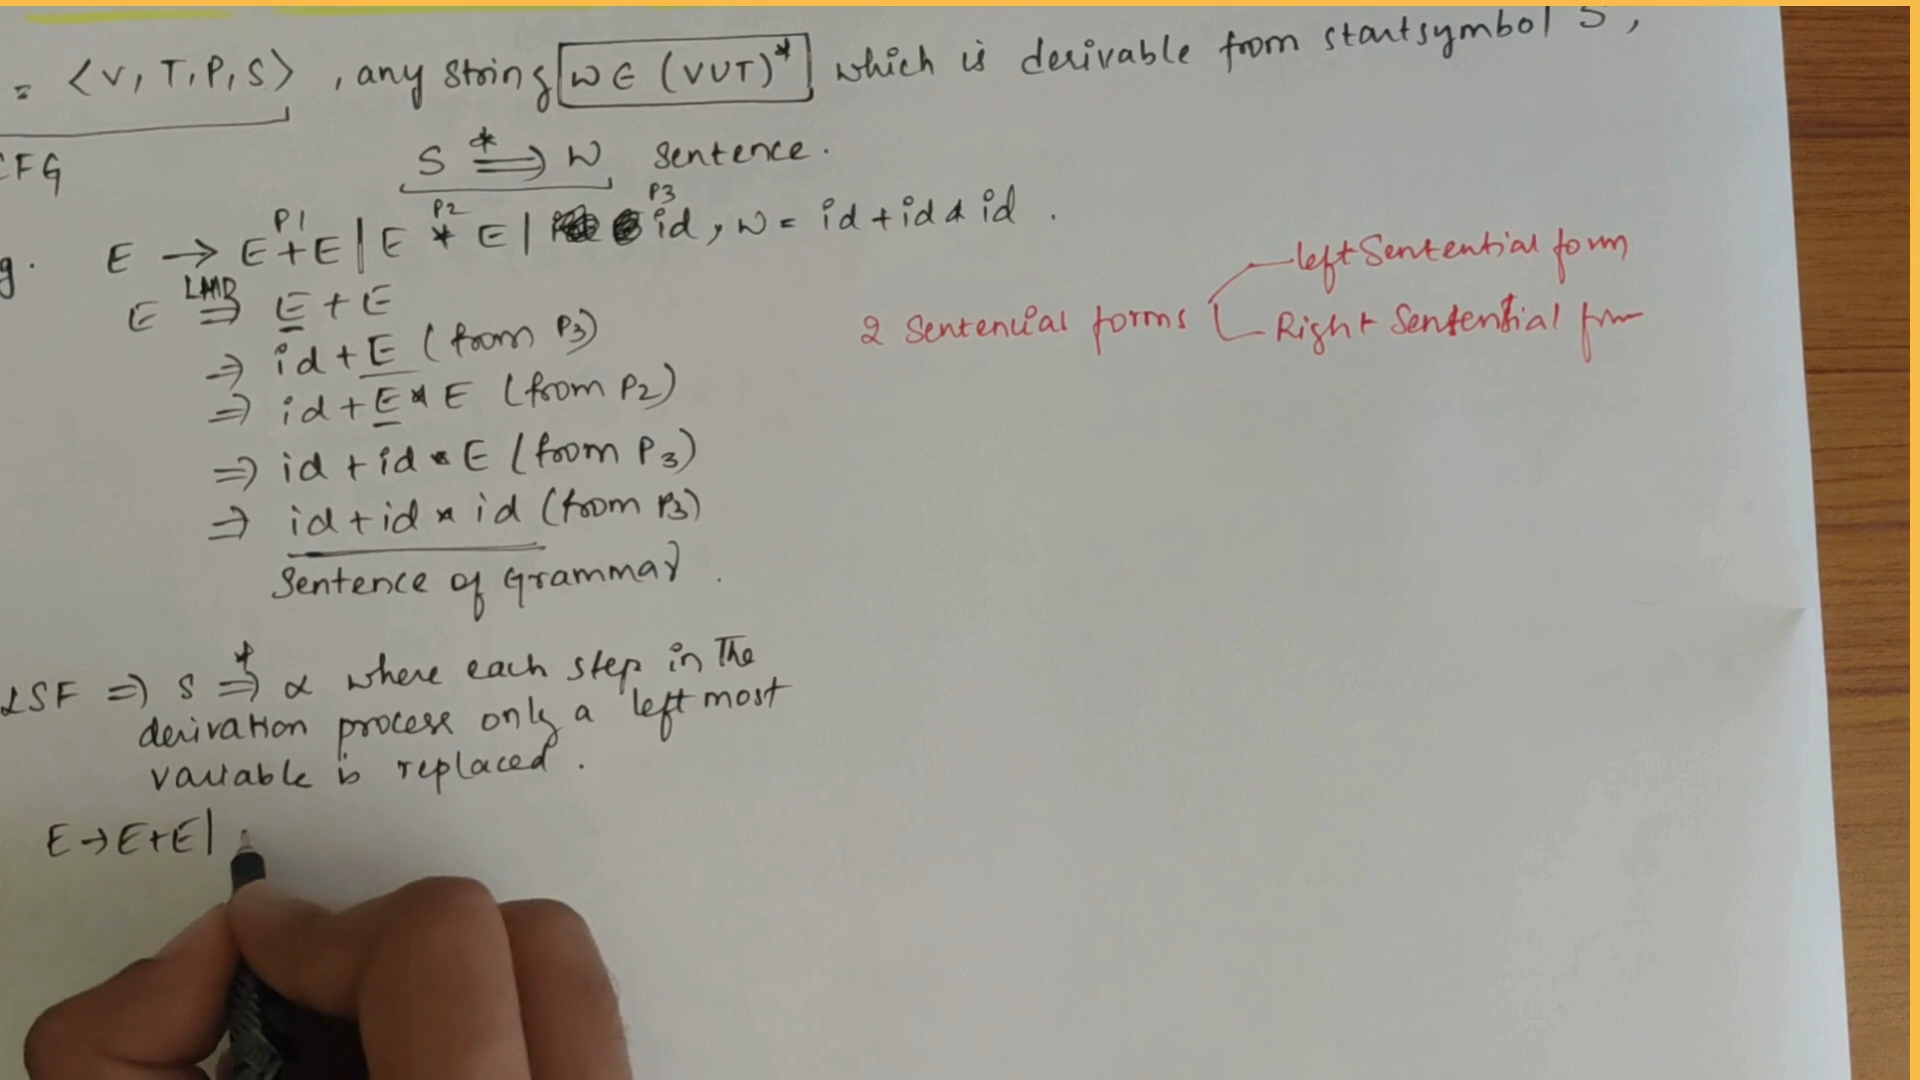 = ⟨V, T, P, S⟩ , any string w ∈ (V∪T)* which is derivable from startsymbol S ,
CFG
S *⇒ w sentence .
P1 P2 P3
g. E → E + E | E * E | id , w = id + id * id .
E LMD⇒ E + E
⇒ id + E (from P3)
⇒ id + E * E (from P2)
⇒ id + id * E (from P3)
⇒ id + id * id (from P3)
Sentence of Grammar .
2 Sentencial forms
left Sentential form
Right Sentential form
LSF ⇒ S *⇒ α where each step in The
derivation process only a left most
variable is replaced .
E → E+E |